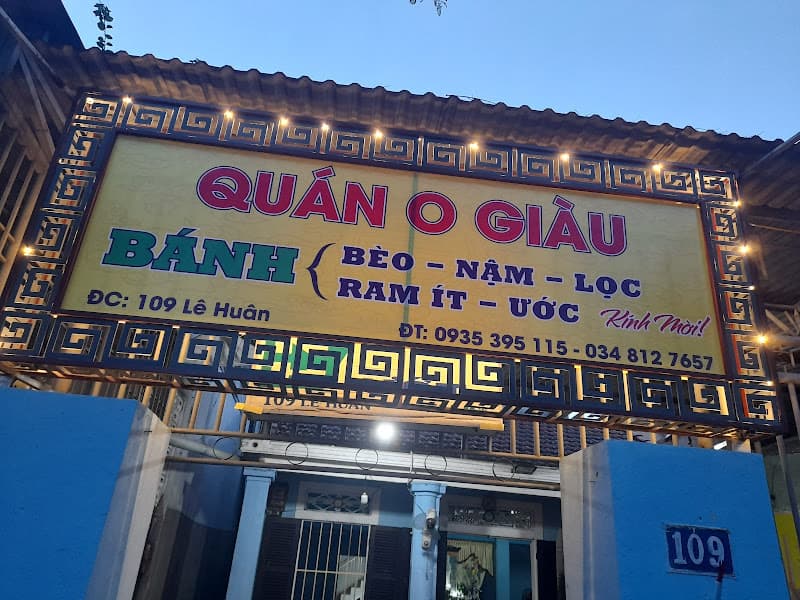 QUÁN O GIÀU
BÁNH { BÈO – NẬM – LỌC
RAM ÍT – ƯỚC
Kính Mời!
ĐC: 109 Lê Huân
ĐT: 0935 395 115 - 034 812 7657
109 LÊ HUÂN
109